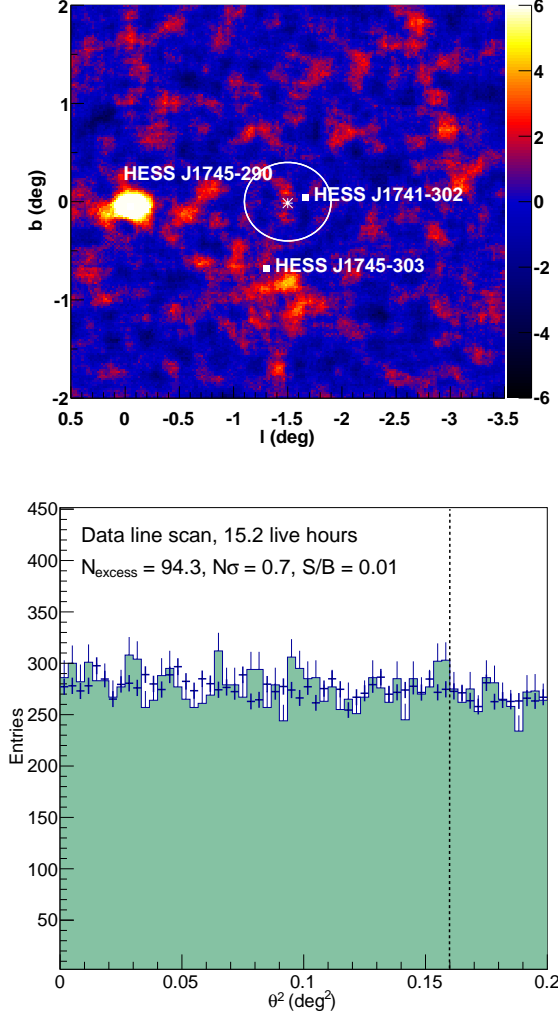 2
6
HESS J1745-290
HESS J1741-302
HESS J1745-303
b (deg)
1
0
-1
-2
4
2
0
-2
-4
-6
0.5 0 -0.5 -1 -1.5 -2 -2.5 -3 -3.5
l (deg)
450
400
350
300
250
200
150
100
50
Entries
Data line scan, 15.2 live hours
N_excess = 94.3, Nσ = 0.7, S/B = 0.01
0 0.05 0.1 0.15 0.2
θ² (deg²)